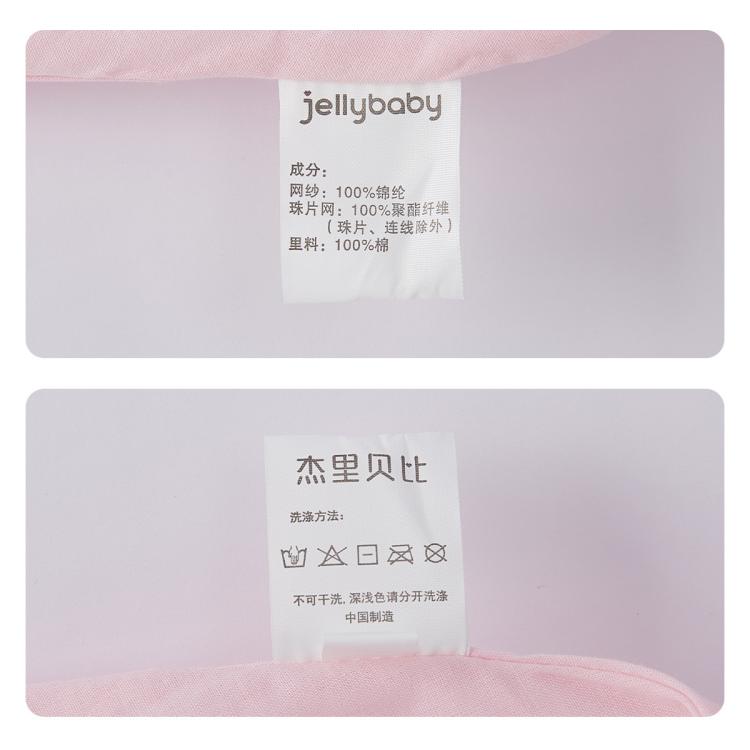 jellybaby
成分：
网纱：100%锦纶
珠片网：100%聚酯纤维
（珠片、连线除外）
里料：100%棉
杰里贝比
洗涤方法：
不可干洗,深浅色请分开洗涤
中国制造